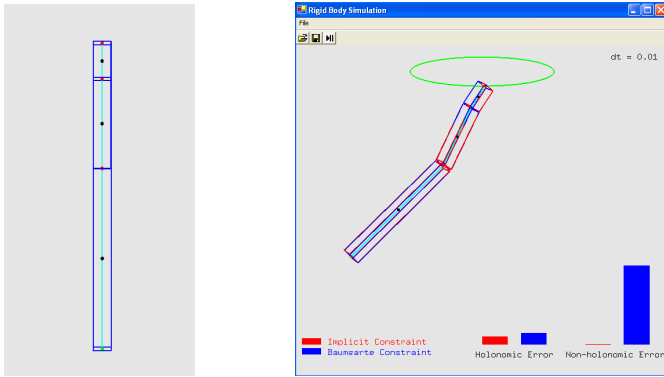 Rigid Body Simulation
File
dt = 0.01
Implicit Constraint
Baumgarte Constraint
Holonomic Error Non-holonomic Error